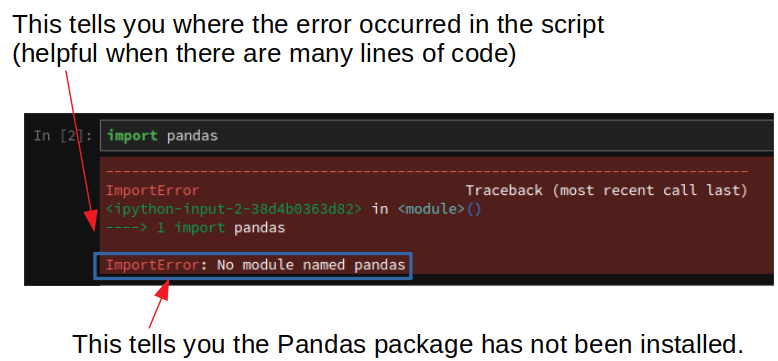 This tells you where the error occurred in the script
(helpful when there are many lines of code)
In [2]: import pandas
---------------------------------------------------------------------------
ImportError                               Traceback (most recent call last)
<ipython-input-2-38d4b0363d82> in <module>()
----> 1 import pandas
ImportError: No module named pandas
This tells you the Pandas package has not been installed.